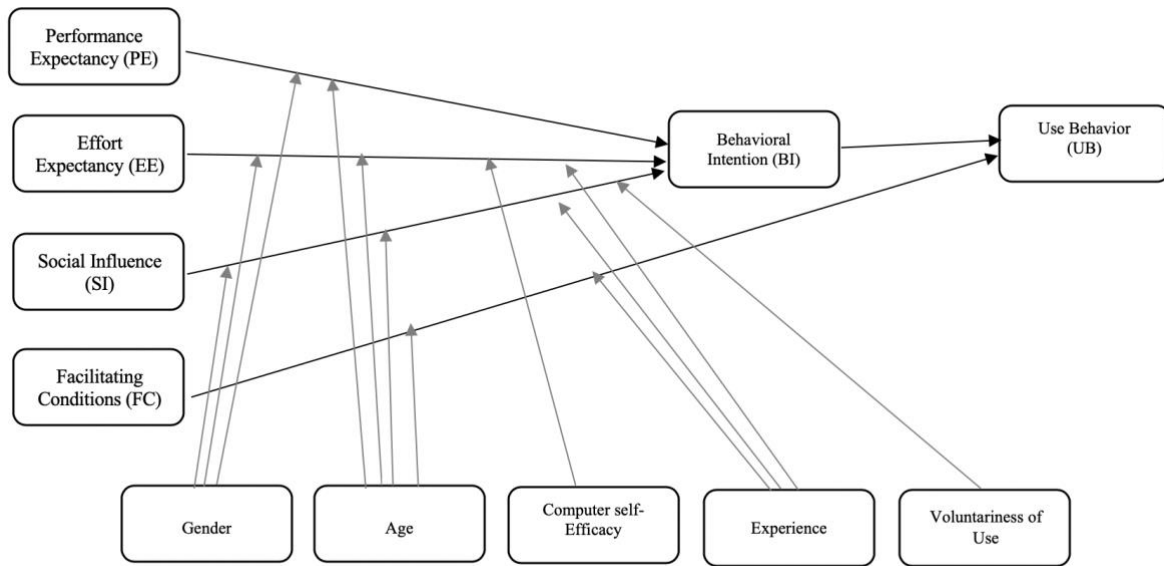 Performance
Expectancy (PE)
Effort
Expectancy (EE)
Behavioral
Intention (BI)
Use Behavior
(UB)
Social Influence
(SI)
Facilitating
Conditions (FC)
Gender
Age
Computer self-
Efficacy
Experience
Voluntariness of
Use